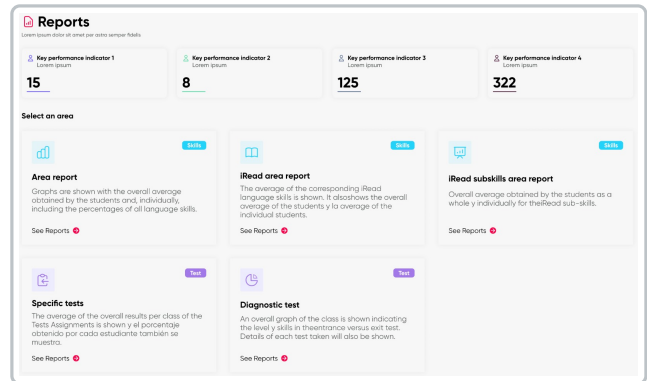 Reports
Lorem ipsum dolor sit amet per astra semper fidelis
Key performance indicator 1
Lorem ipsum
15
Key performance indicator 2
Lorem ipsum
8
Key performance indicator 3
Lorem ipsum
125
Key performance indicator 4
Lorem ipsum
322
Select an area
Skills
Area report
Graphs are shown with the overall average
obtained by the students and, individually,
including the percentages of all language skills.
See Reports
Skills
iRead area report
The average of the corresponding iRead
language skills is shown. It alsoshows the overall
average of the students y la average of the
individual students.
See Reports
Skills
iRead subskills area report
Overall average obtained by the students as a
whole y individually for theiRead sub-skills.
See Reports
Test
Specific tests
The average of the overall results per class of the
Tests Assignments is shown y el porcentaje
obtenido por cada estudiante también se
muestra.
See Reports
Test
Diagnostic test
An overall graph of the class is shown indicating
the level y skills in theentrance versus exit test.
Details of each test taken will also be shown.
See Reports